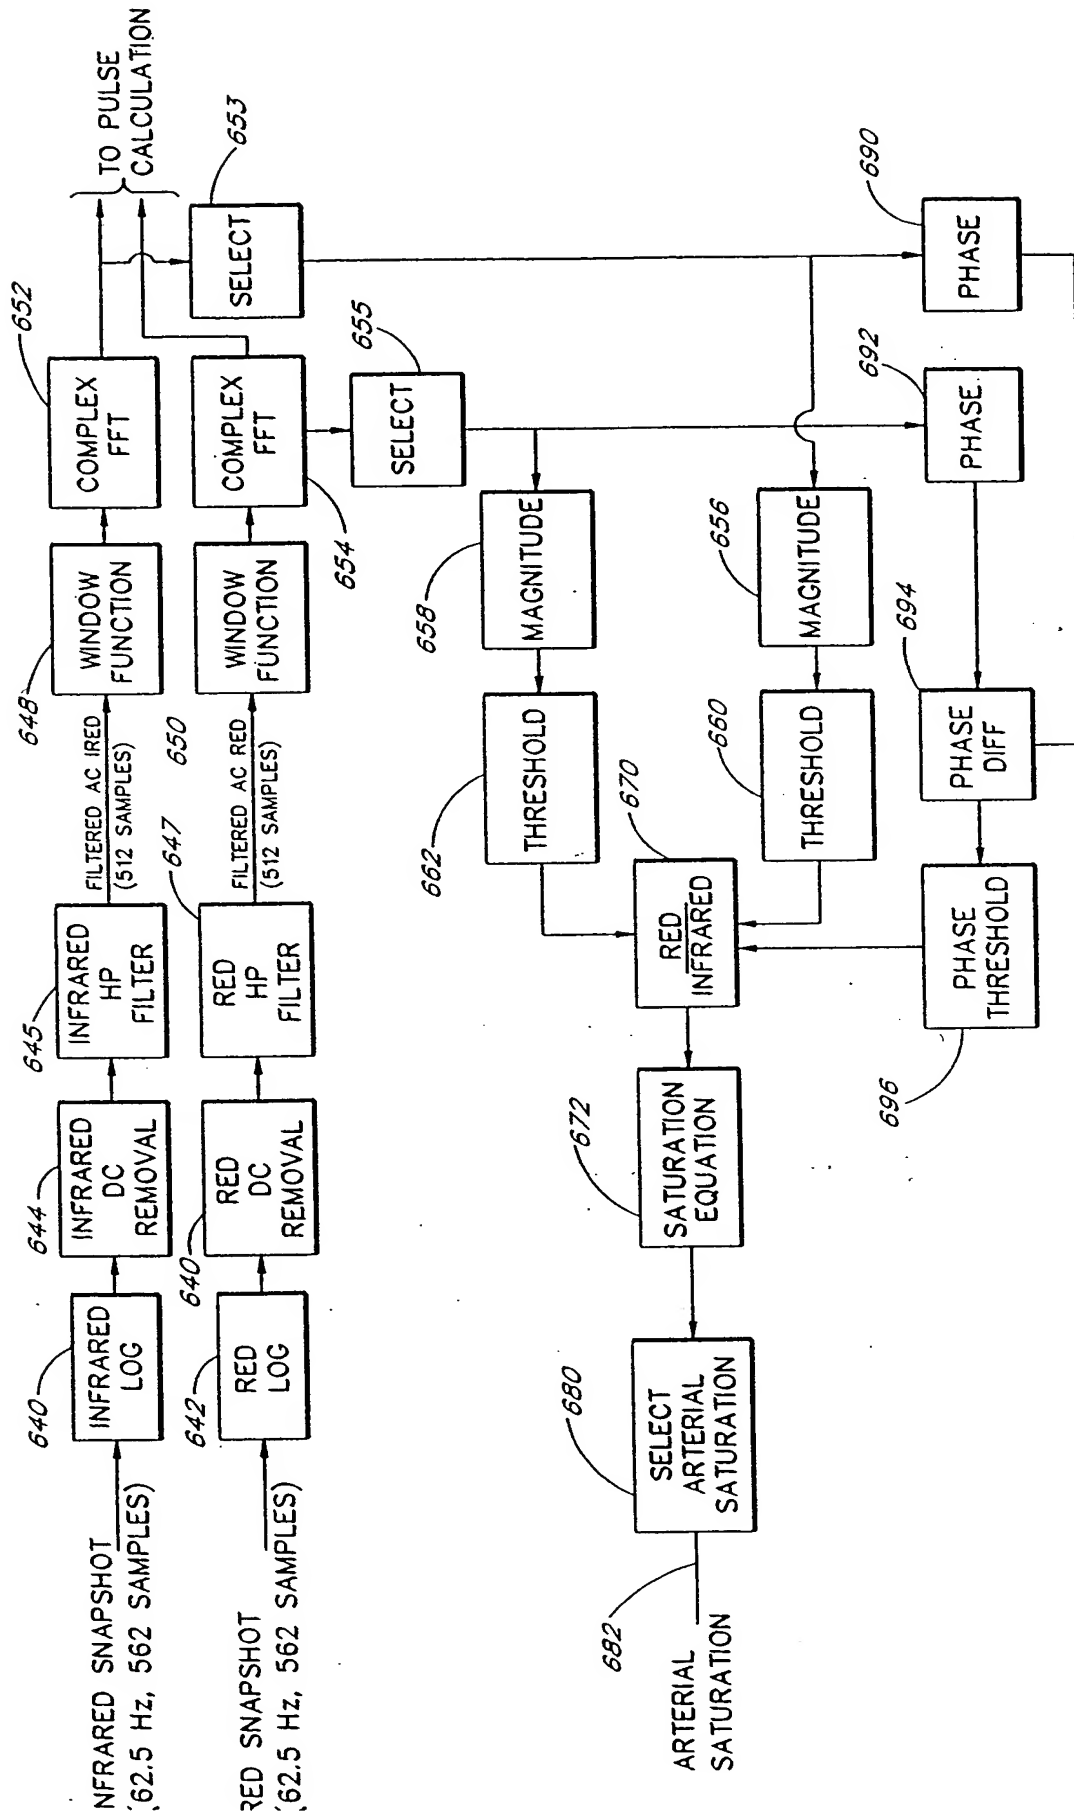 NFRARED SNAPSHOT
(62.5 Hz, 562 SAMPLES)
640
INFRARED
LOG
644
INFRARED
DC
REMOVAL
645
INFRARED
HP
FILTER
FILTERED AC IRED
(512 SAMPLES)
648
WINDOW
FUNCTION
652
COMPLEX
FFT
TO PULSE
CALCULATION
RED SNAPSHOT
(62.5 Hz, 562 SAMPLES)
642
RED
LOG
640
RED
DC
REMOVAL
647
RED
HP
FILTER
FILTERED AC RED
(512 SAMPLES)
650
WINDOW
FUNCTION
654
COMPLEX
FFT
653
SELECT
655
SELECT
658
MAGNITUDE
662
THRESHOLD
656
MAGNITUDE
660
THRESHOLD
670
RED
INFRARED
672
SATURATION
EQUATION
680
SELECT
ARTERIAL
SATURATION
682
ARTERIAL
SATURATION
690
PHASE
692
PHASE
694
PHASE
DIFF
696
PHASE
THRESHOLD